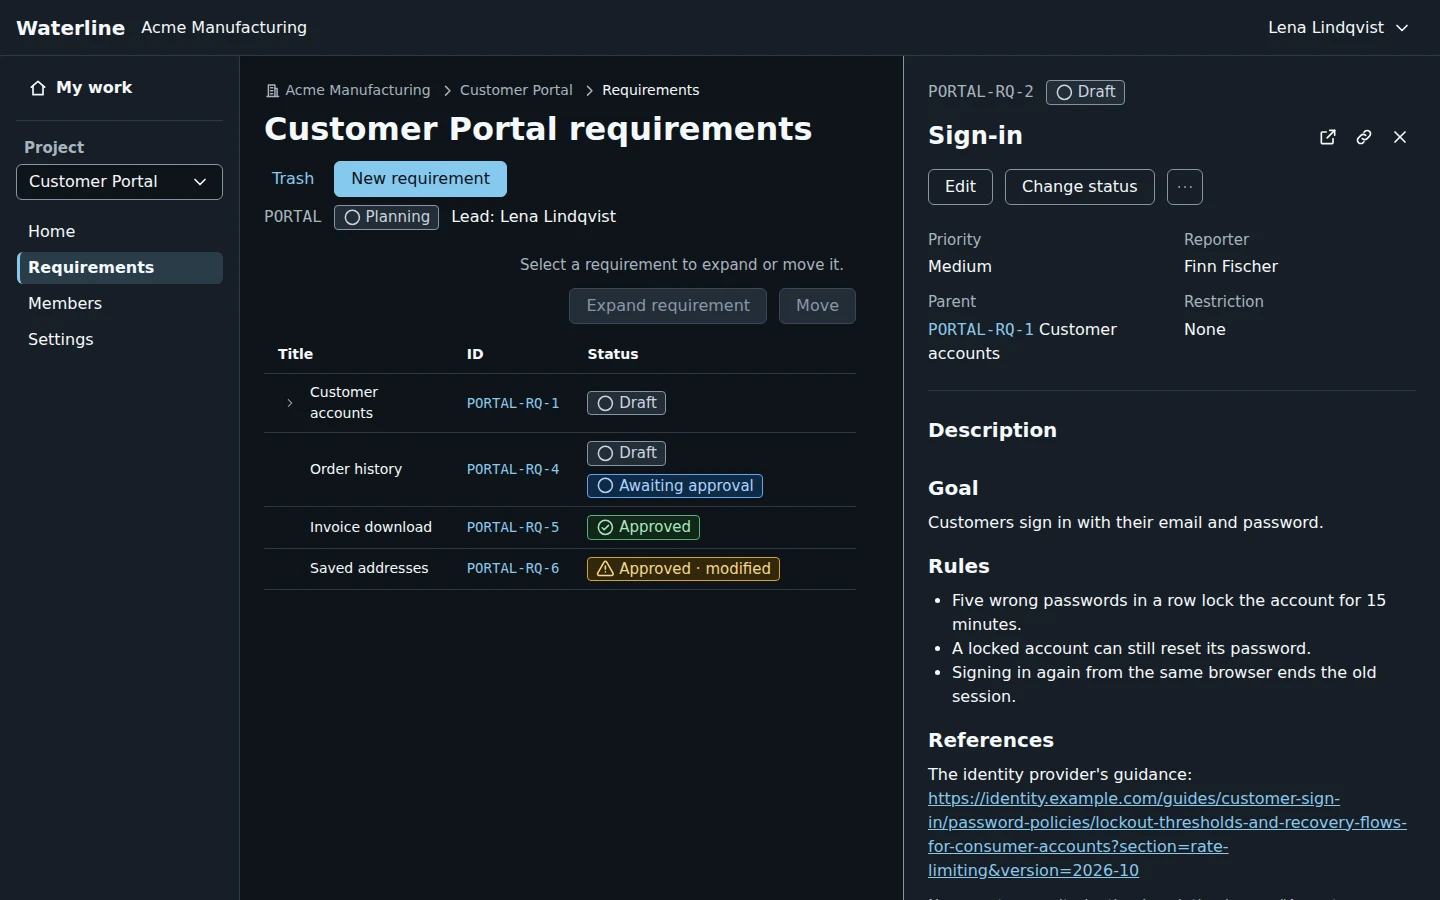 Waterline
Acme Manufacturing
Lena Lindqvist
My work
Project
Customer Portal
Home
Requirements
Members
Settings
Acme Manufacturing
Customer Portal
Requirements
Customer Portal requirements
Trash
New requirement
PORTAL
Planning
Lead: Lena Lindqvist
Select a requirement to expand or move it.
Expand requirement
Move
Title
ID
Status
Customer
accounts
PORTAL-RQ-1
Draft
Order history
PORTAL-RQ-4
Draft
Awaiting approval
Invoice download
PORTAL-RQ-5
Approved
Saved addresses
PORTAL-RQ-6
Approved · modified
PORTAL-RQ-2
Draft
Sign-in
Edit
Change status
···
Priority
Reporter
Medium
Finn Fischer
Parent
Restriction
PORTAL-RQ-1 Customer
accounts
None
Description
Goal
Customers sign in with their email and password.
Rules
• Five wrong passwords in a row lock the account for 15
minutes.
• A locked account can still reset its password.
• Signing in again from the same browser ends the old
session.
References
The identity provider's guidance:
https://identity.example.com/guides/customer-sign-
in/password-policies/lockout-thresholds-and-recovery-flows-
for-consumer-accounts?section=rate-
limiting&version=2026-10